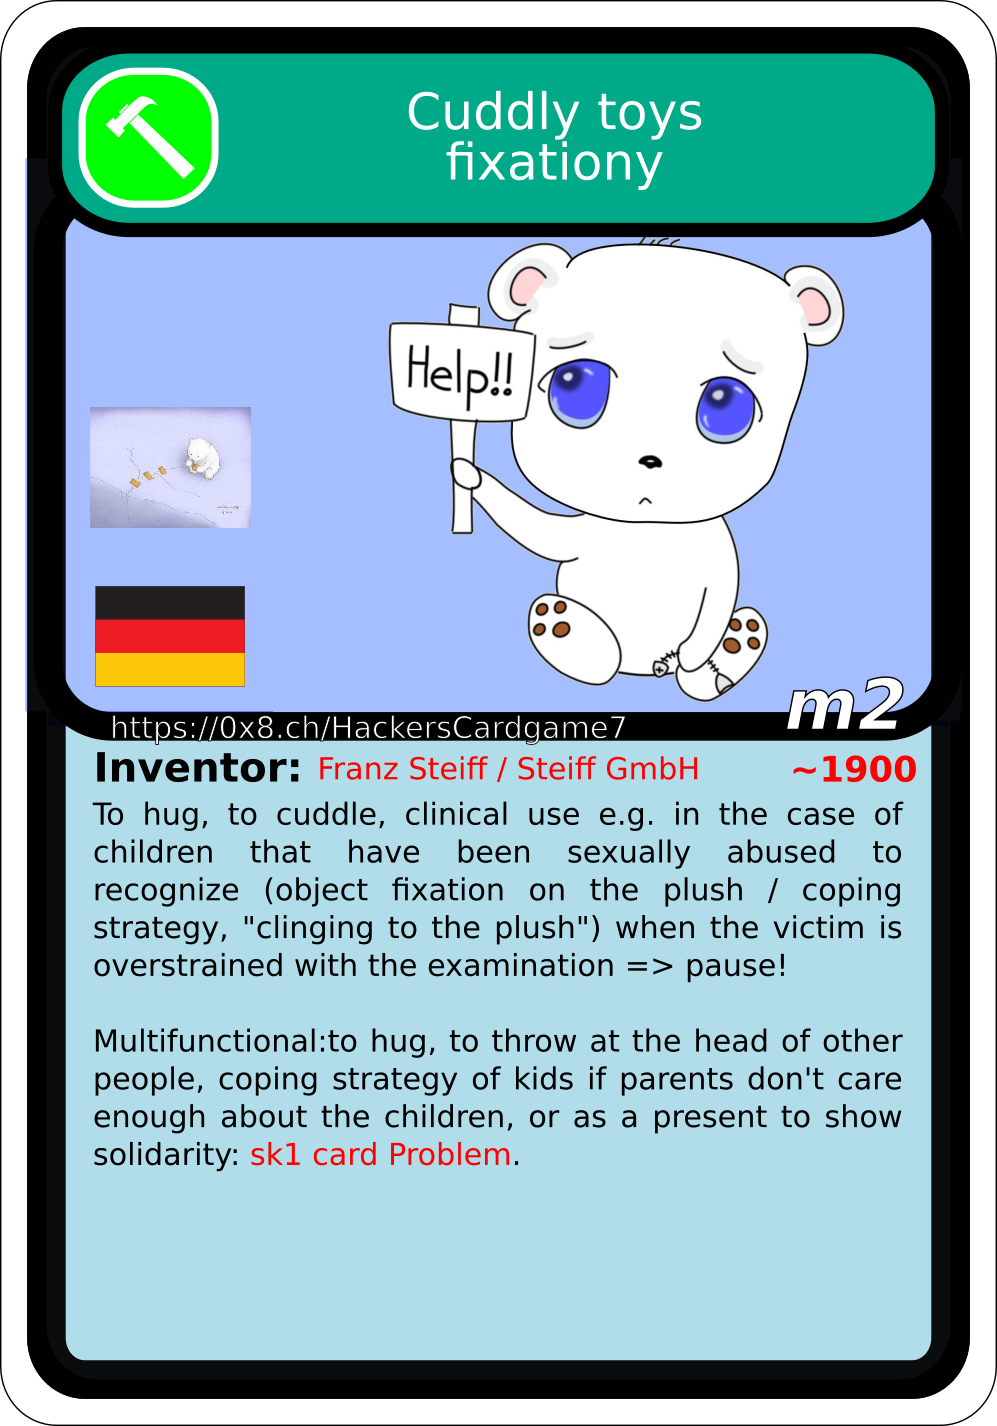 Cuddly toys
fixationy
Help!!
m2
https://0x8.ch/HackersCardgame7
Inventor: Franz Steiff / Steiff GmbH ~1900
To hug, to cuddle, clinical use e.g. in the case of
children that have been sexually abused to
recognize (object fixation on the plush / coping
strategy, "clinging to the plush") when the victim is
overstrained with the examination => pause!
Multifunctional:to hug, to throw at the head of other
people, coping strategy of kids if parents don't care
enough about the children, or as a present to show
solidarity: sk1 card Problem.